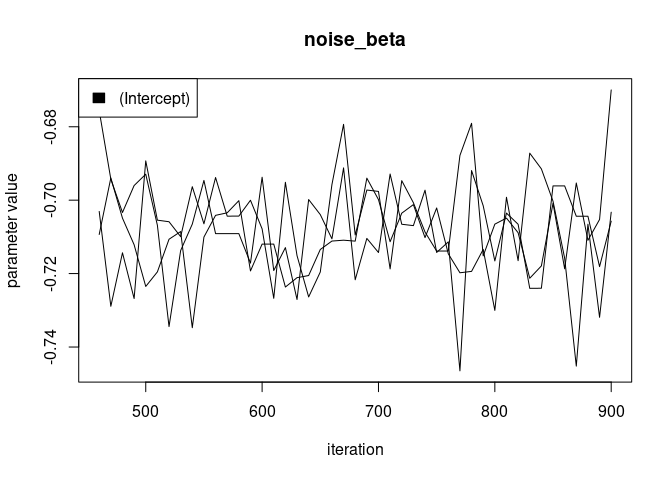 noise_beta
(Intercept)
parameter value
-0.68
-0.70
-0.72
-0.74
500 600 700 800 900
iteration